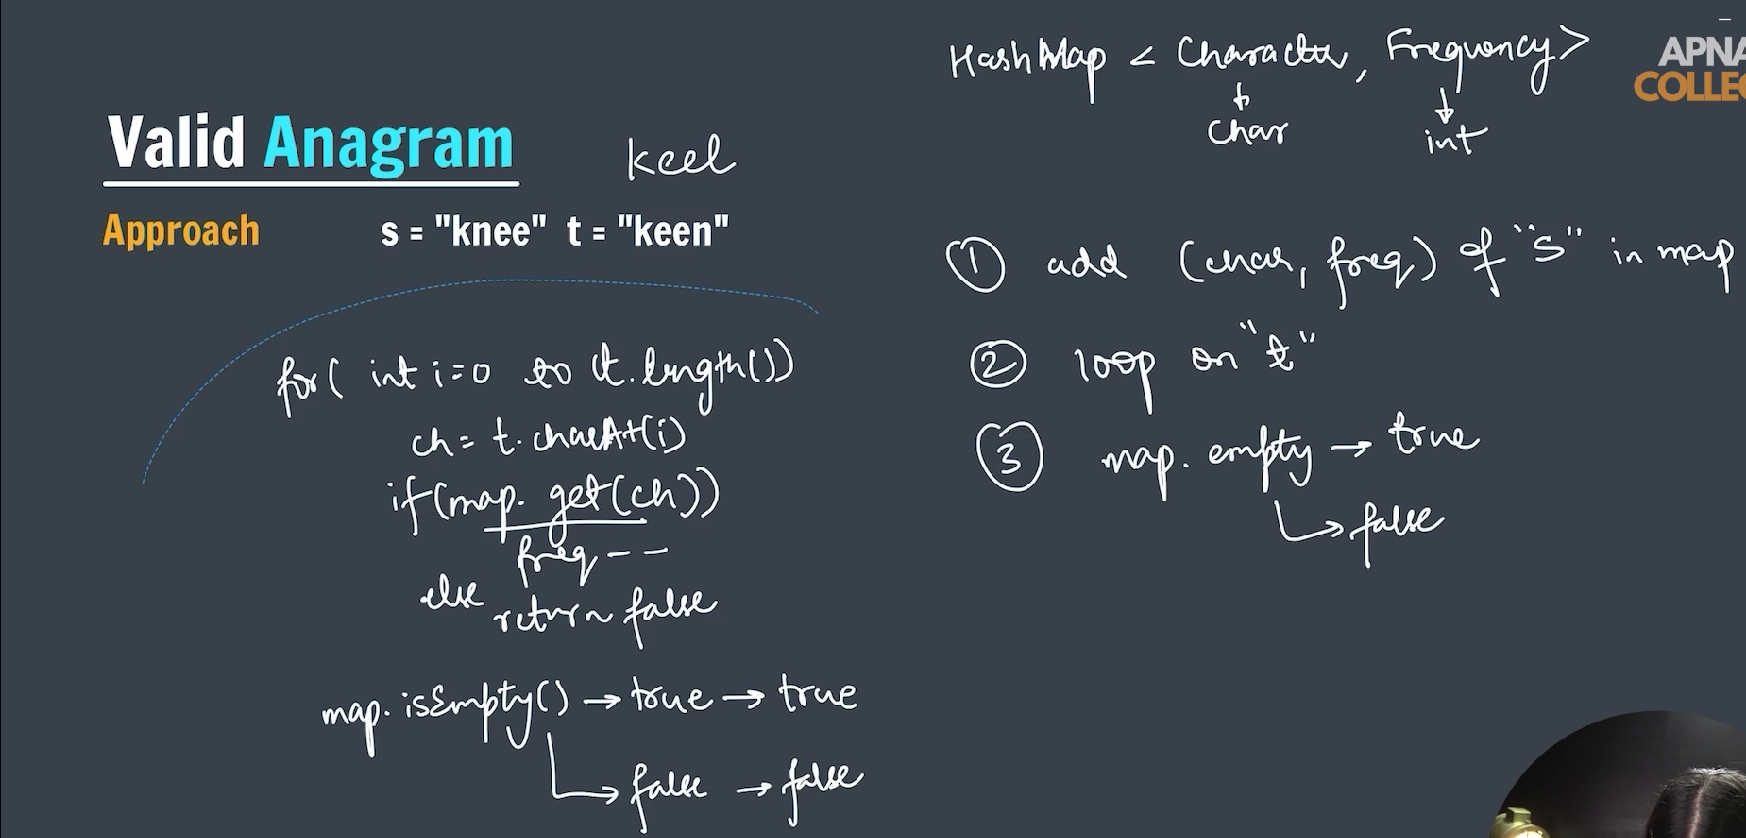 Valid Anagram
keel
Approach s = "knee" t = "keen"
for( int i=0 to t.length())
ch = t.charAt(i)
if(map.get(ch))
freq--
else return false
map.isEmpty() → true → true
→ false → false
HashMap < Character, Frequency>
char int
① add (char, freq) of "s" in map
② loop on "t"
③ map.empty → true
→ false
APNA
COLLEG